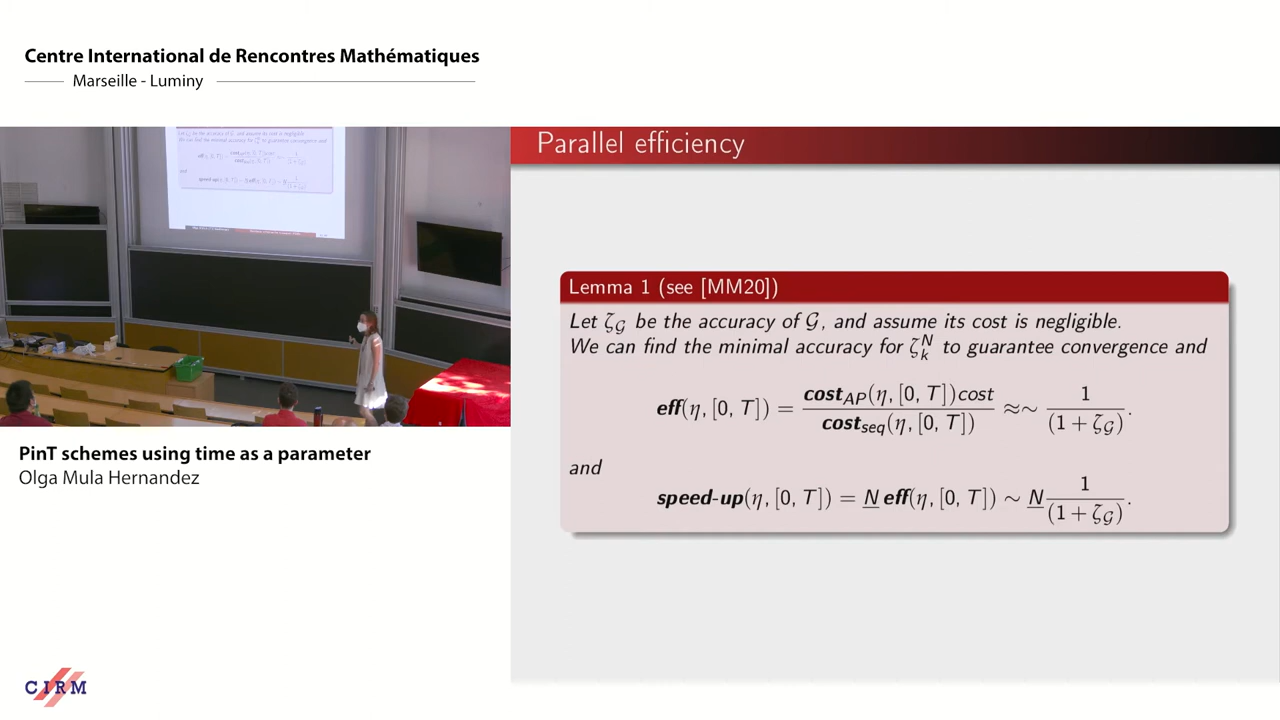 Centre International de Rencontres Mathématiques
Marseille - Luminy
Parallel efficiency
Lemma 1 (see [MM20])
Let ζ_𝒢 be the accuracy of 𝒢, and assume its cost is negligible.
We can find the minimal accuracy for ζ_k^N to guarantee convergence and
eff(η, [0, T]) = cost_AP(η, [0, T])cost / cost_seq(η, [0, T]) ≈∼ 1 / (1 + ζ_𝒢).
and
speed-up(η, [0, T]) = N eff(η, [0, T]) ∼ N 1 / (1 + ζ_𝒢).
PinT schemes using time as a parameter
Olga Mula Hernandez
CIRM